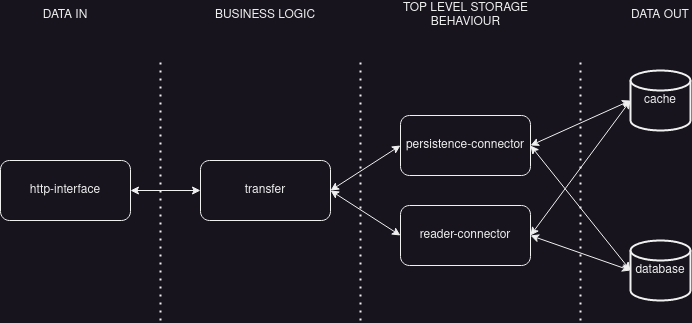 DATA IN
BUSINESS LOGIC
TOP LEVEL STORAGE
BEHAVIOUR
DATA OUT
cache
persistence-connector
http-interface
transfer
reader-connector
database